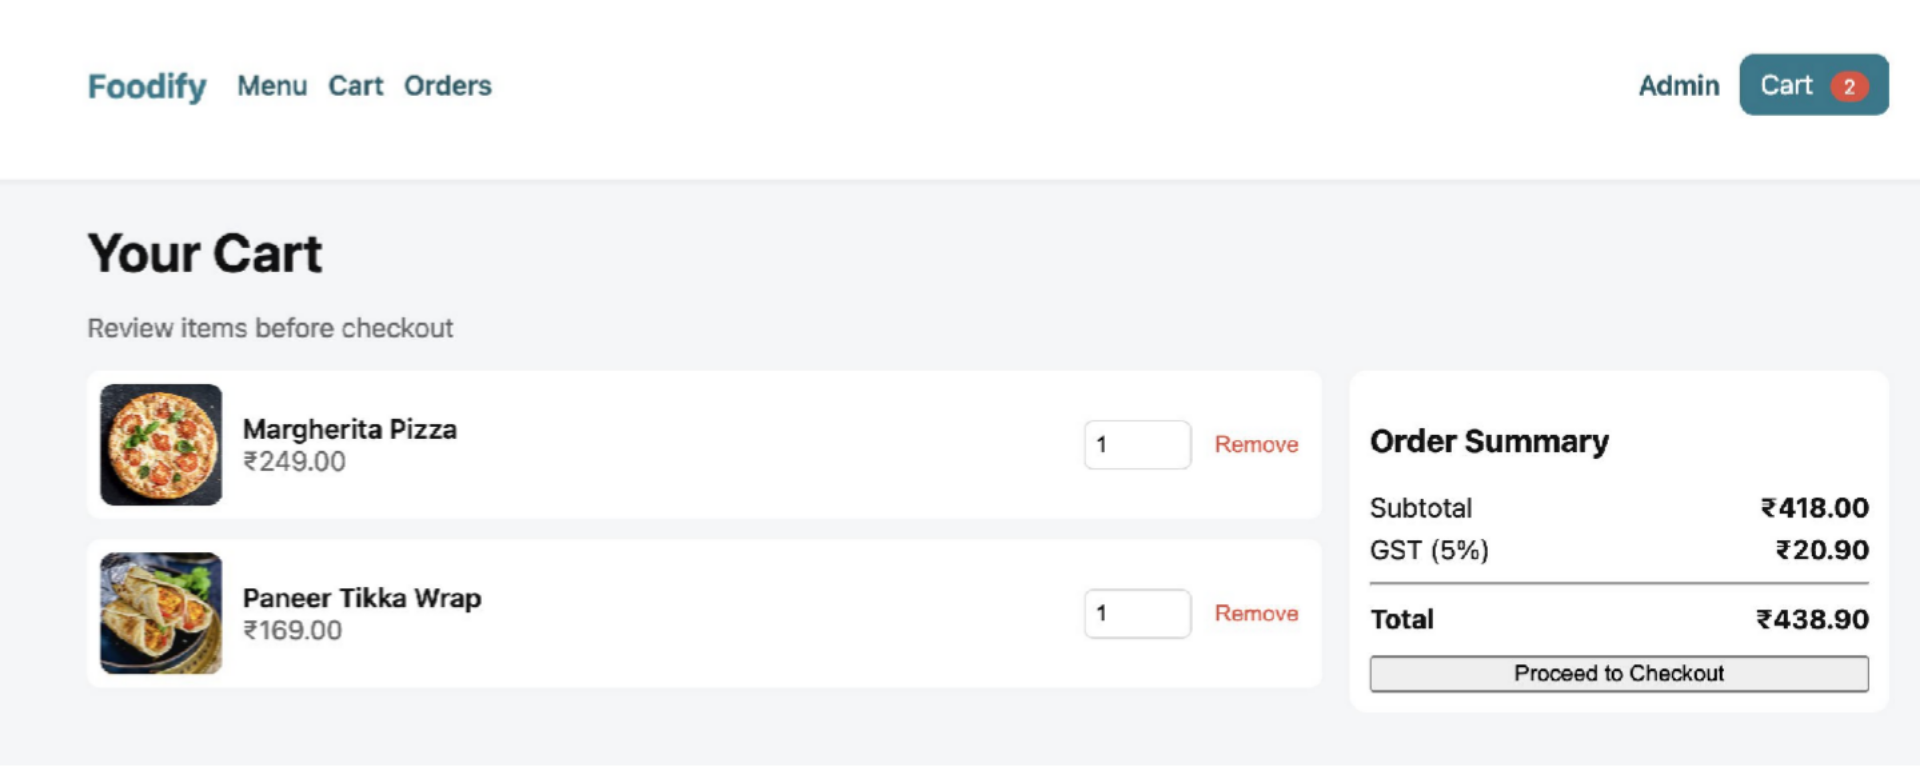 Foodify Menu Cart Orders Admin Cart 2
Your Cart
Review items before checkout
Margherita Pizza
₹249.00
1 Remove
Paneer Tikka Wrap
₹169.00
1 Remove
Order Summary
Subtotal ₹418.00
GST (5%) ₹20.90
Total ₹438.90
Proceed to Checkout